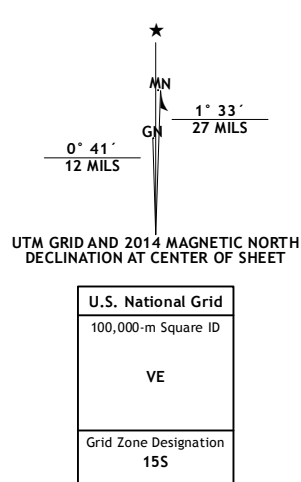 ★
MN
1° 33´
27 MILS
GN
0° 41´
12 MILS
UTM GRID AND 2014 MAGNETIC NORTH
DECLINATION AT CENTER OF SHEET
U.S. National Grid
100,000-m Square ID
VE
Grid Zone Designation
15S